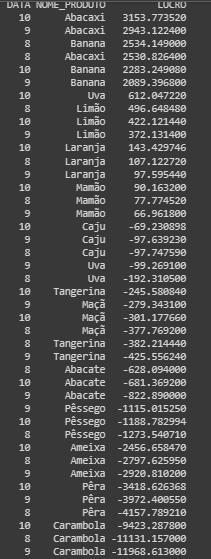 DATA NOME_PRODUTO LUCRO
10 Abacaxi 3153.773520
9 Abacaxi 2943.122400
8 Banana 2534.149000
8 Abacaxi 2530.826400
10 Banana 2283.249080
9 Banana 2089.396800
10 Uva 612.047220
8 Limão 496.648480
10 Limão 422.121440
9 Limão 372.131400
10 Laranja 143.429746
8 Laranja 107.122720
9 Laranja 97.595440
10 Mamão 90.163200
8 Mamão 77.774520
9 Mamão 66.961800
10 Caju -69.230898
9 Caju -97.639230
8 Caju -97.747590
9 Uva -99.269100
8 Uva -192.310500
10 Tangerina -245.580840
9 Maçã -279.343100
10 Maçã -301.177660
8 Maçã -377.769200
8 Tangerina -382.214440
9 Tangerina -425.556240
8 Abacate -628.094000
10 Abacate -681.369200
9 Abacate -822.890000
9 Pêssego -1115.015250
10 Pêssego -1188.782994
8 Pêssego -1273.540710
10 Ameixa -2456.658470
8 Ameixa -2797.625950
9 Ameixa -2920.810200
10 Pêra -3418.626368
9 Pêra -3972.400550
8 Pêra -4157.789210
10 Carambola -9423.287800
8 Carambola -11131.157000
9 Carambola -11968.613000